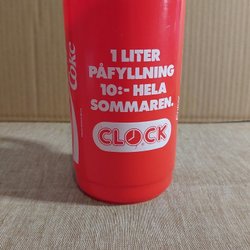 Coke
1 LITER
PÅFYLLNING
10:- HELA
SOMMAREN.
CLOCK